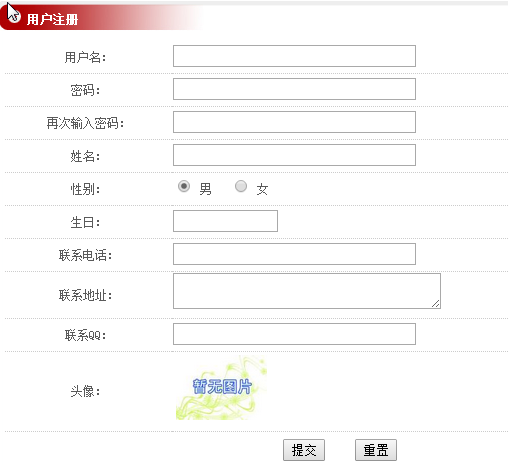 用户注册
用户名：
密码：
再次输入密码：
姓名：
性别： 男 女
生日：
联系电话：
联系地址：
联系QQ：
头像： 暂无图片
提交 重置